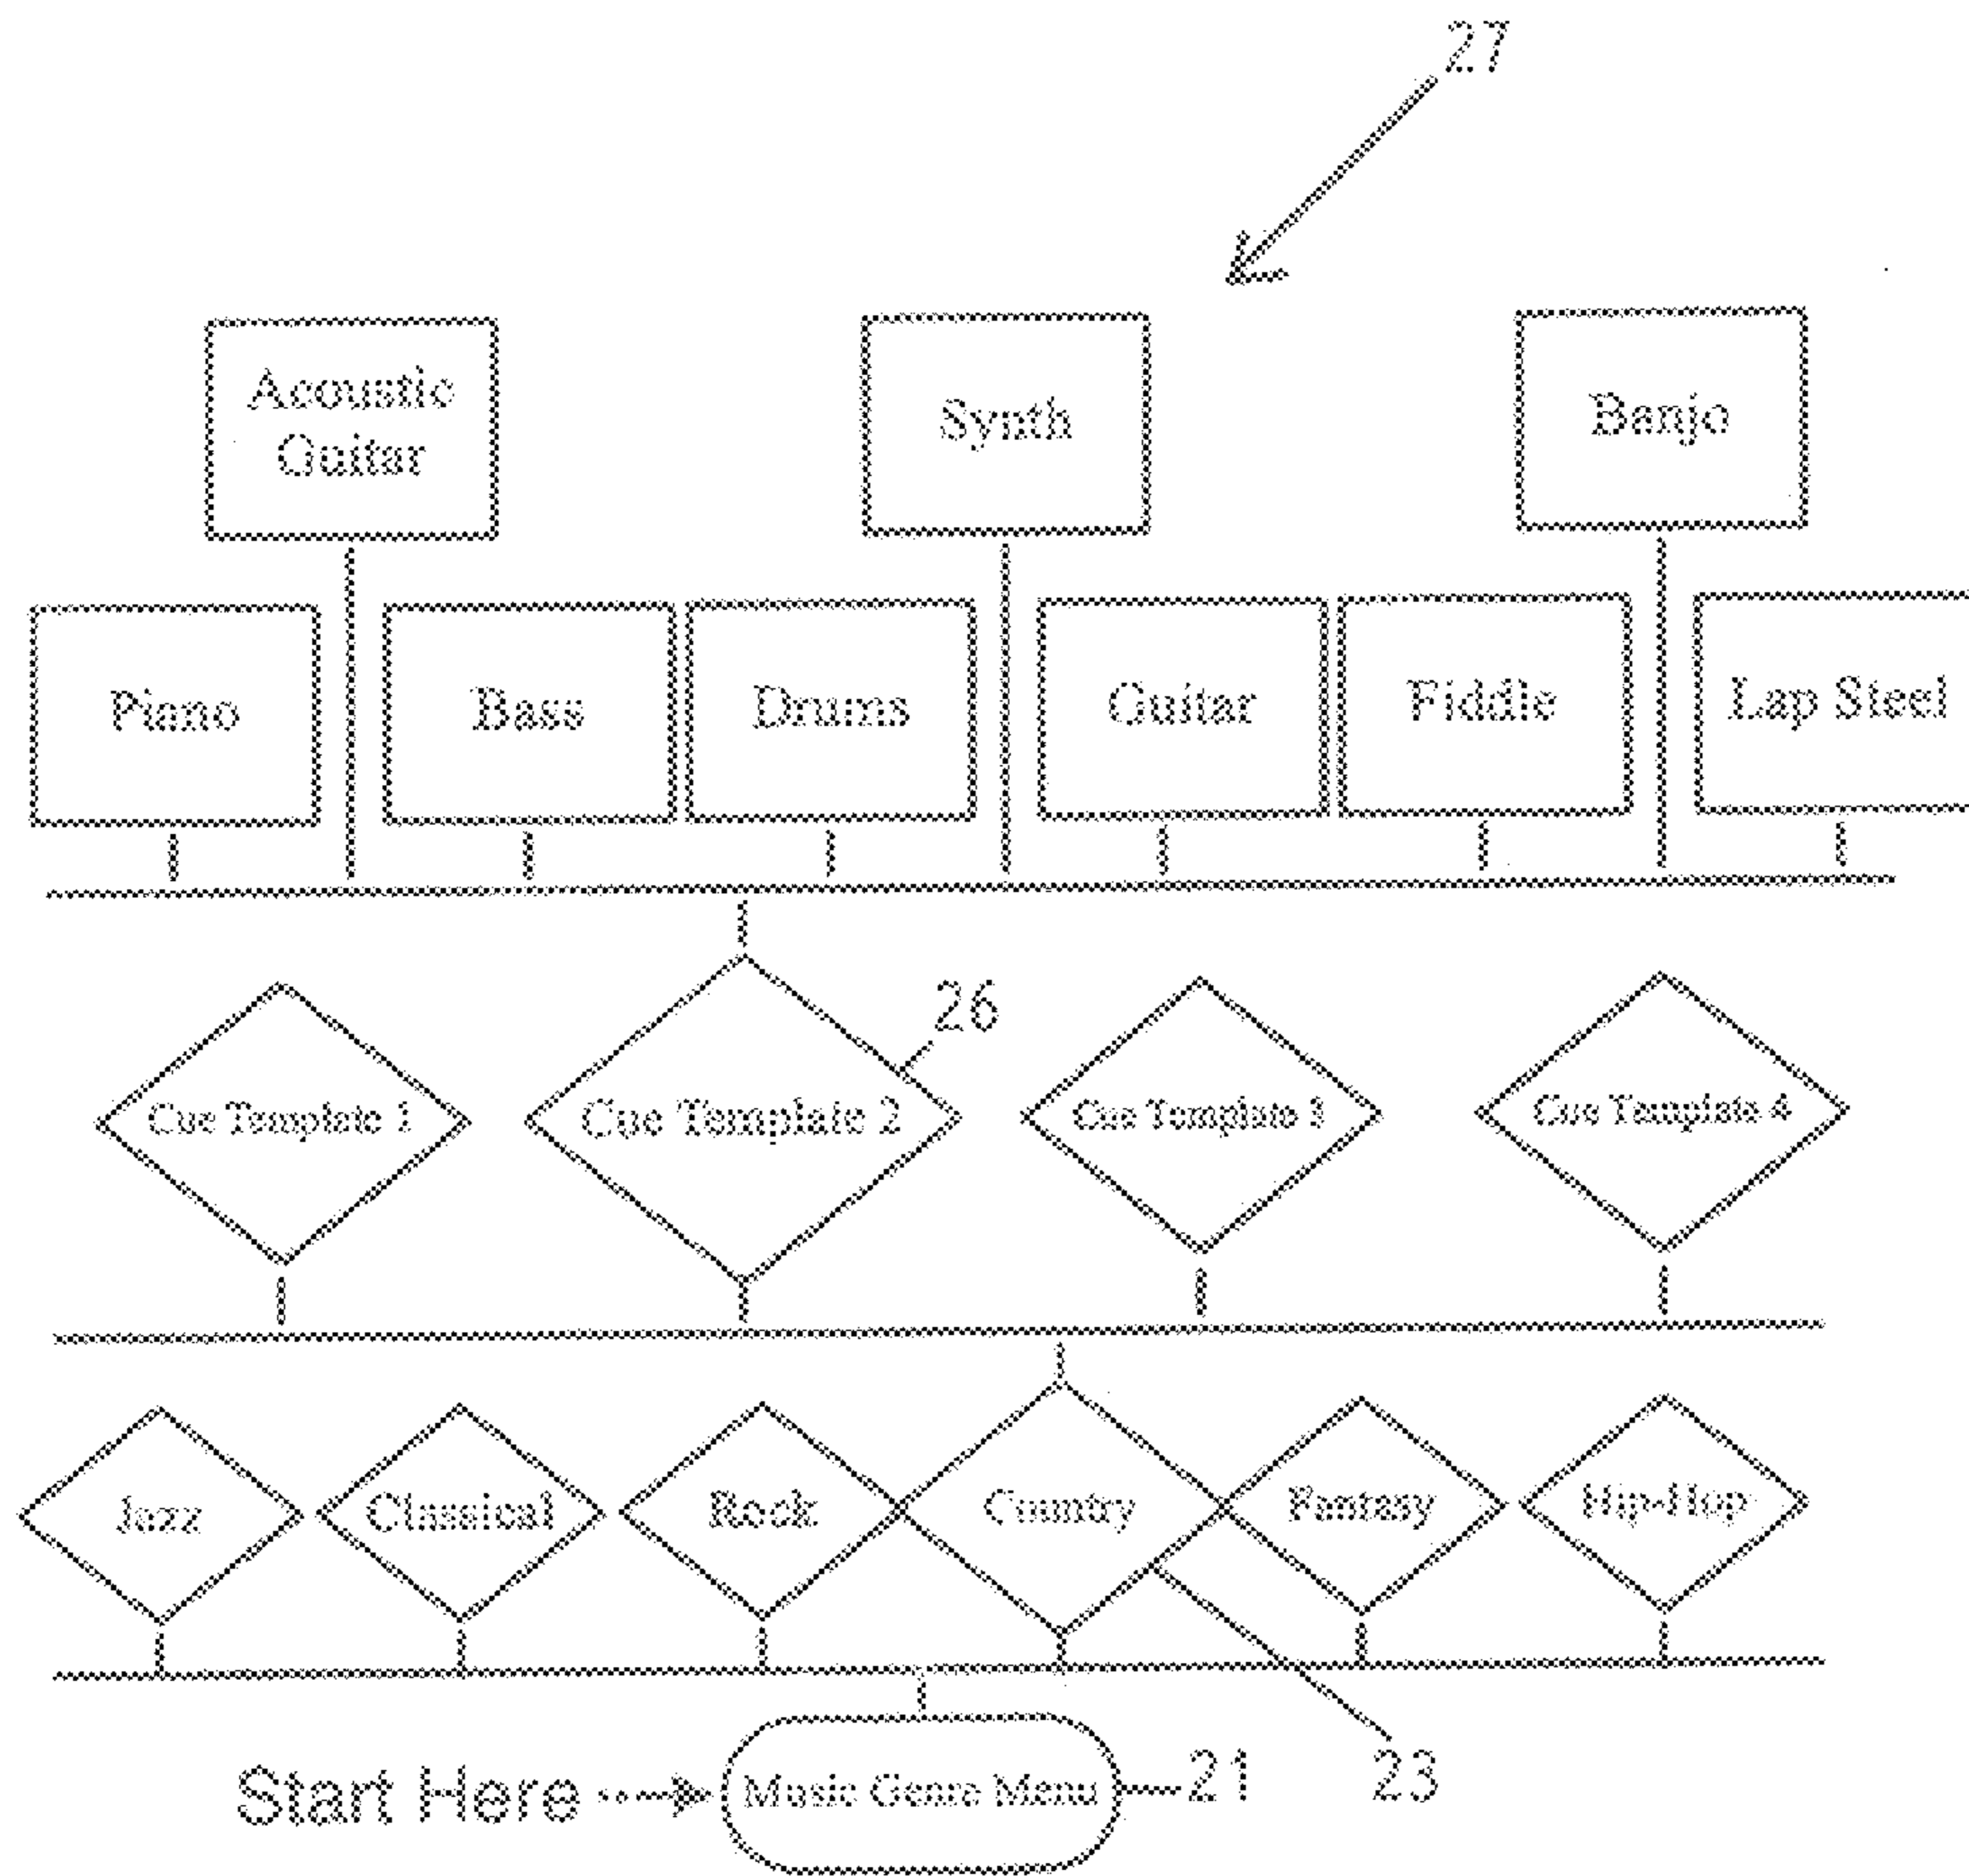 27
Acoustic
Guitar
Synth
Banjo
Piano
Bass
Drums
Guitar
Fiddle
Lap Steel
26
Cue Template 1
Cue Template 2
Cue Template 3
Cue Template 4
Jazz
Classical
Rock
Country
Fantasy
Hip-Hop
Start Here
Music Genre Menu
21
23